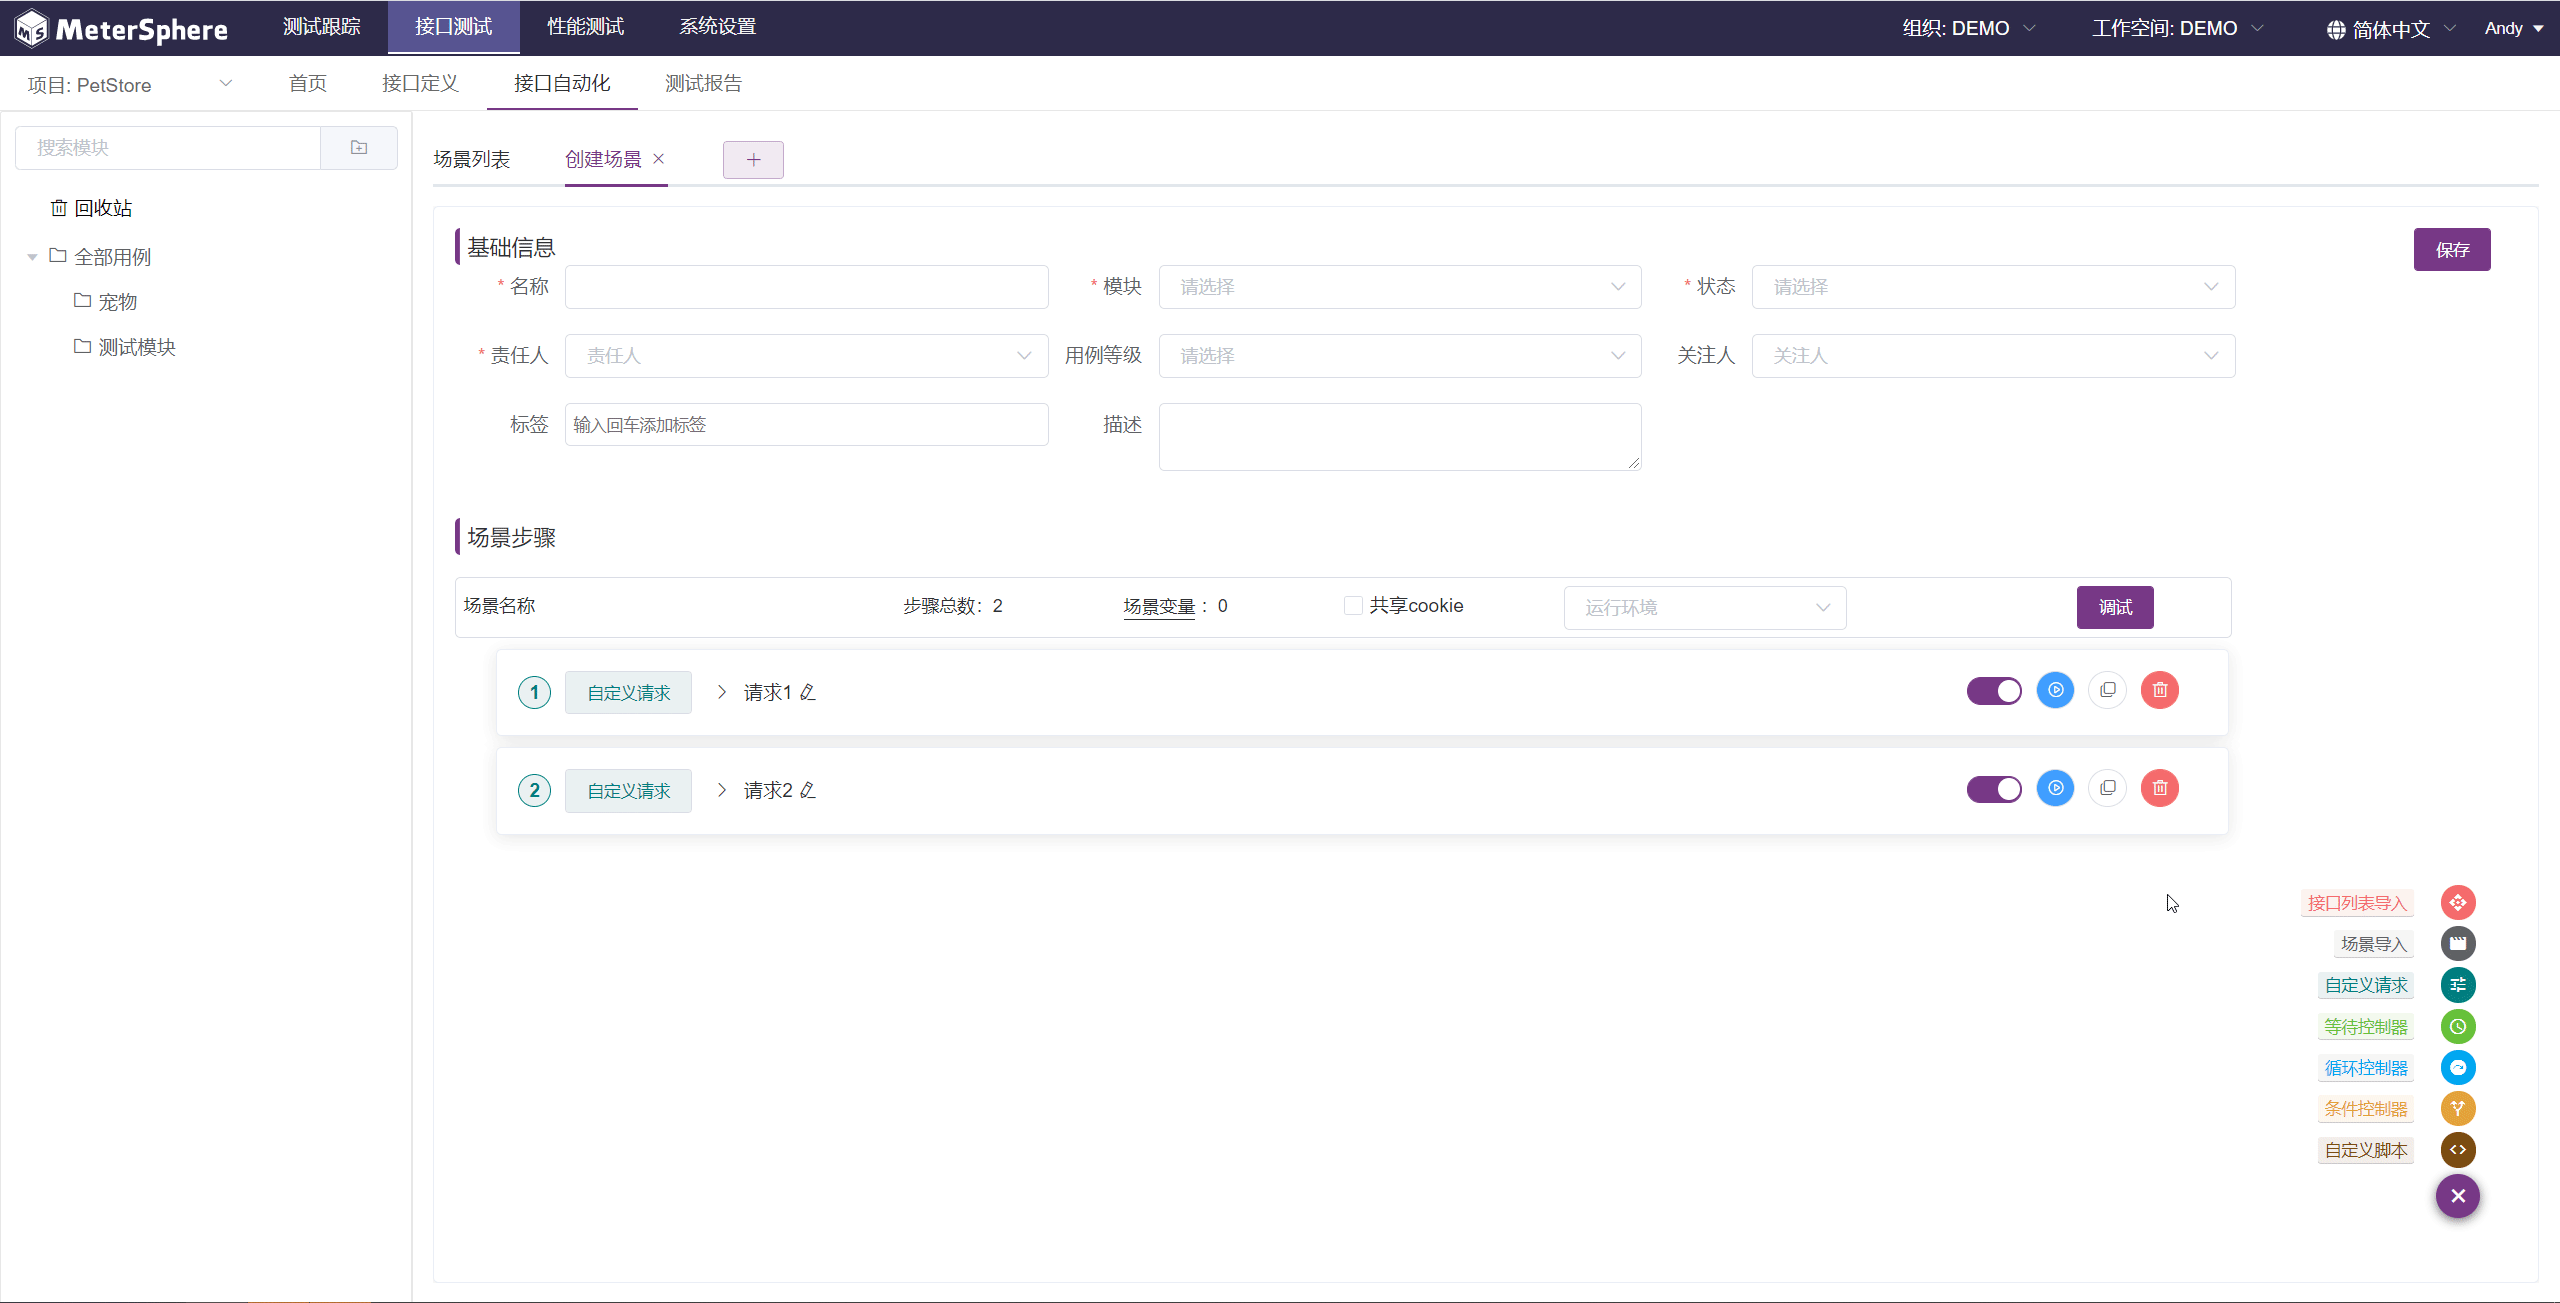 MeterSphere 测试跟踪 接口测试 性能测试 系统设置 组织: DEMO 工作空间: DEMO 简体中文 Andy
项目: PetStore 首页 接口定义 接口自动化 测试报告
搜索模块
回收站
全部用例
宠物
测试模块
场景列表 创建场景
基础信息 保存
* 名称 * 模块 请选择 * 状态 请选择
* 责任人 责任人 用例等级 请选择 关注人 关注人
标签 输入回车添加标签 描述
场景步骤
场景名称 步骤总数：2 场景变量：0 共享cookie 运行环境 调试
1 自定义请求 请求1
2 自定义请求 请求2
接口列表导入
场景导入
自定义请求
等待控制器
循环控制器
条件控制器
自定义脚本